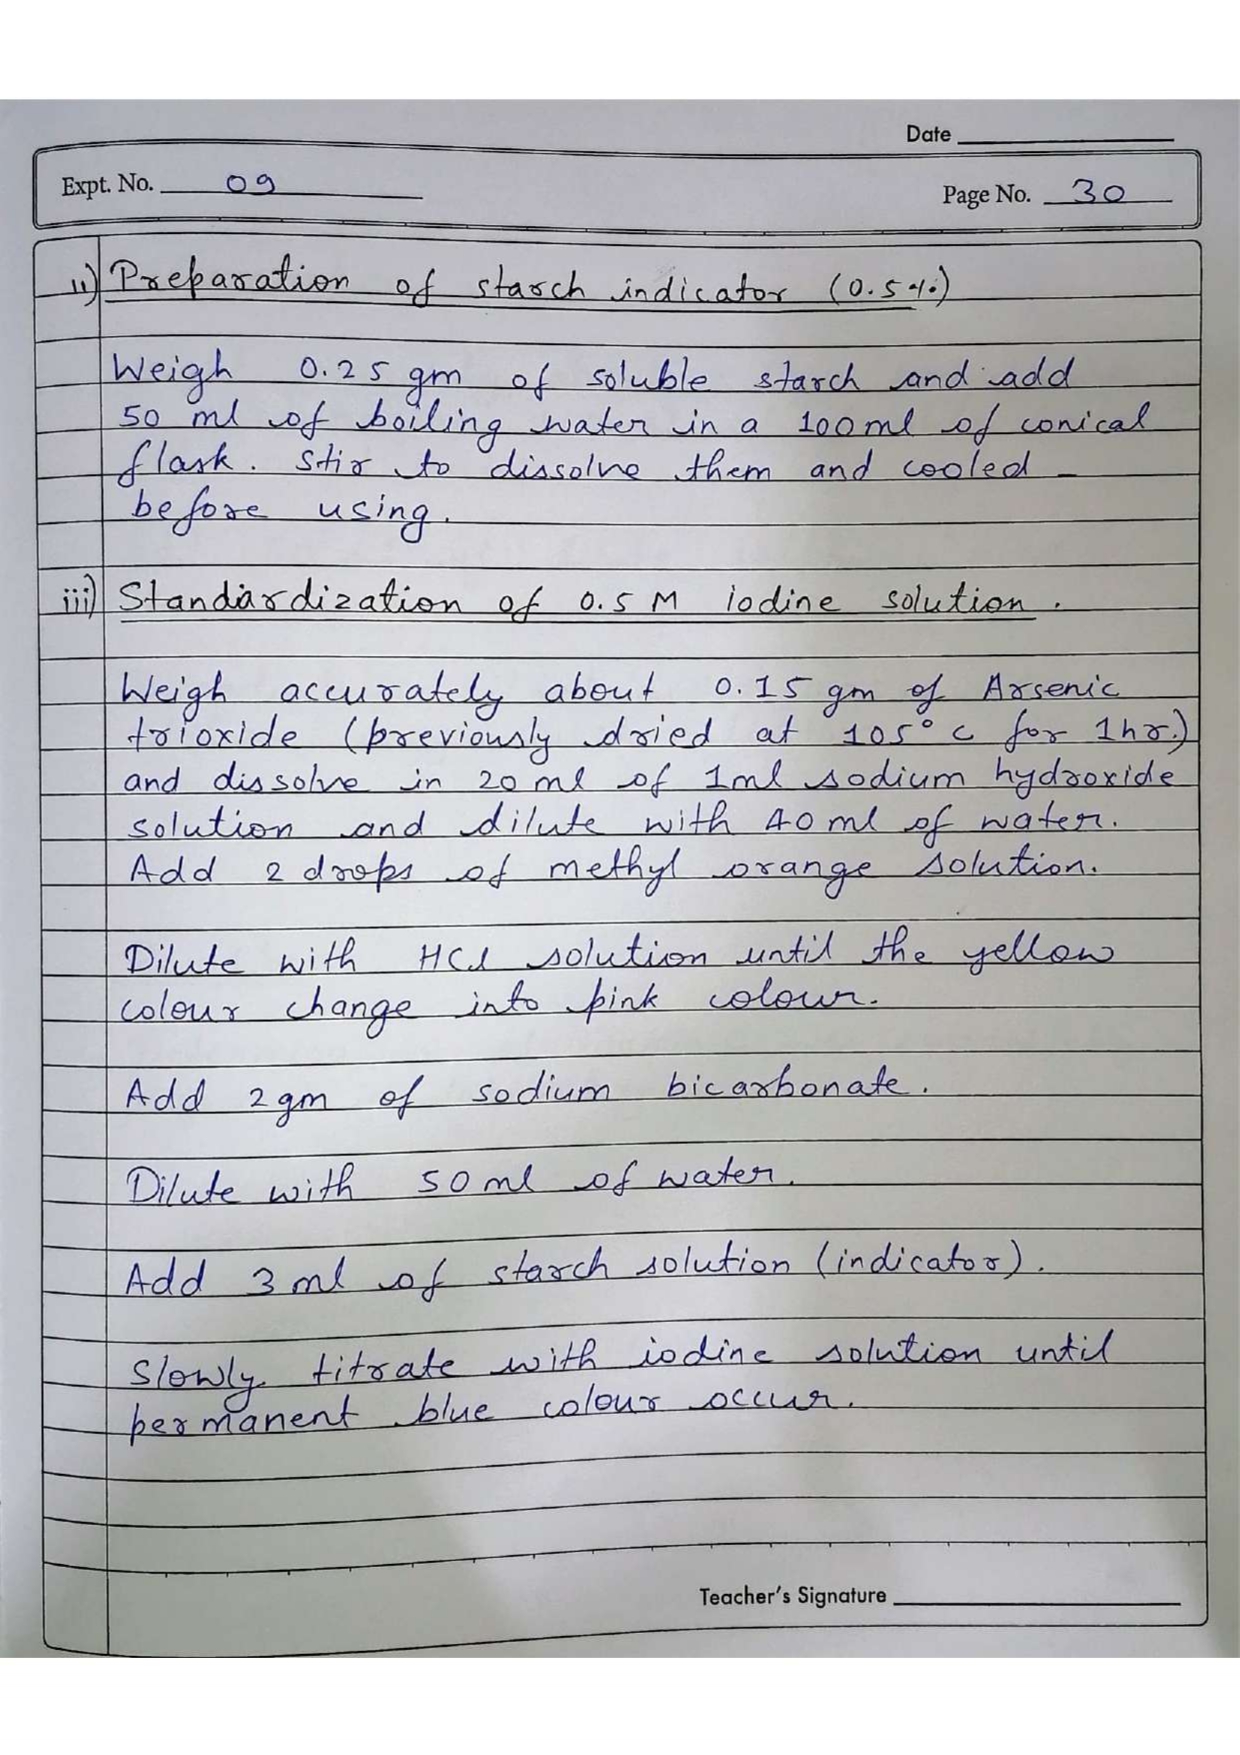 Date
Expt. No. 09
Page No. 30
ii) Preparation of starch indicator (0.5%)
Weigh 0.25 gm of soluble starch and add
50 ml of boiling water in a 100ml of conical
flask. Stir to dissolve them and cooled
before using.
iii) Standardization of 0.5 M iodine solution.
Weigh accurately about 0.15 gm of Arsenic
trioxide (previously dried at 105°c for 1hr.)
and dissolve in 20 ml of 1ml sodium hydroxide
solution and dilute with 40 ml of water.
Add 2 drops of methyl orange solution.
Dilute with HCl solution until the yellow
colour change into pink colour.
Add 2 gm of sodium bicarbonate.
Dilute with 50 ml of water.
Add 3 ml of starch solution (indicator).
Slowly titrate with iodine solution until
permanent blue colour occur.
Teacher's Signature